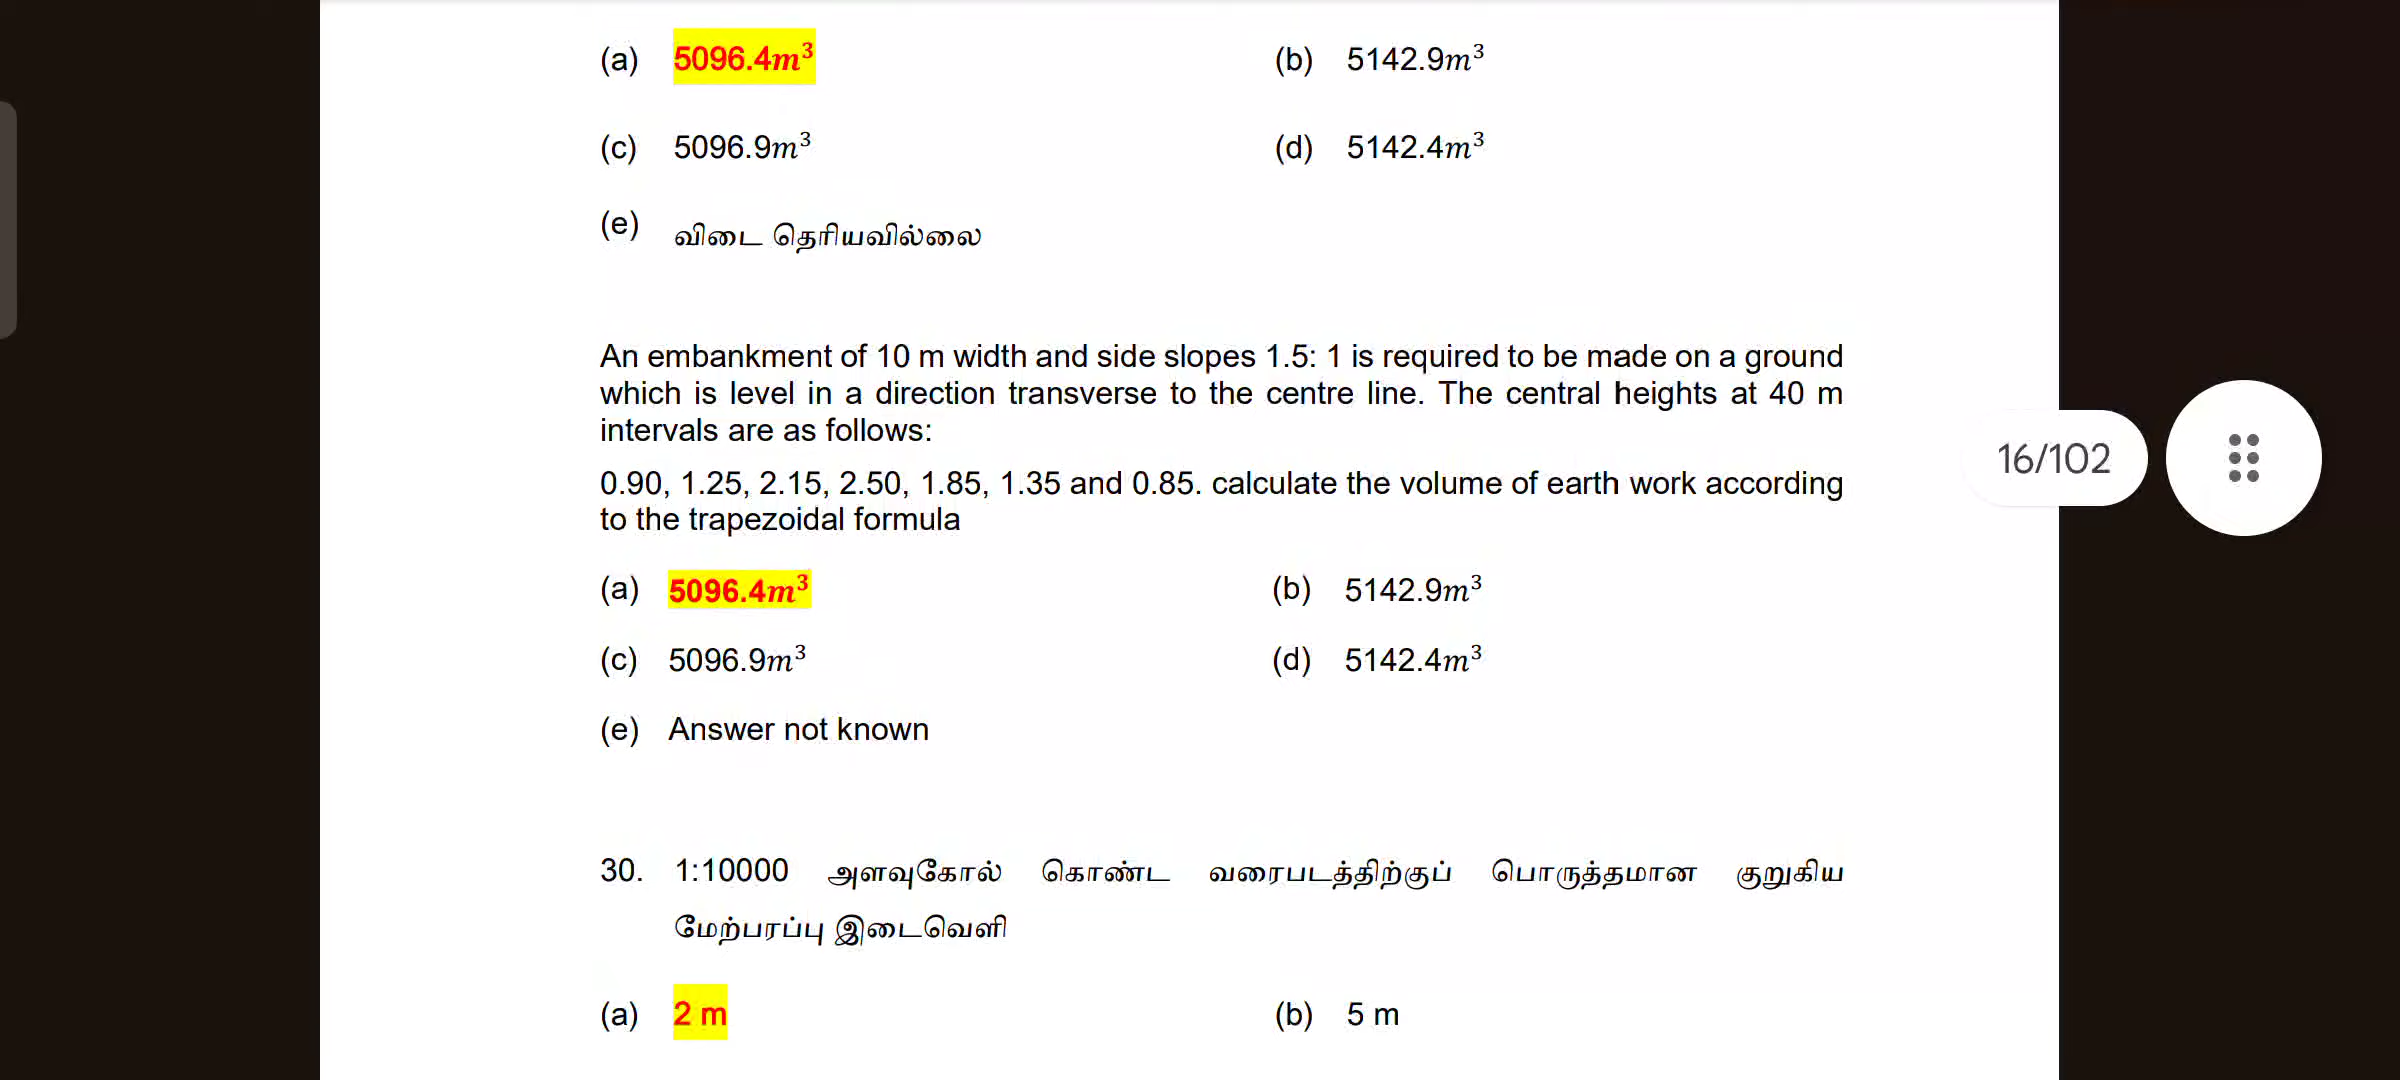 (a) 5096.4m³ (b) 5142.9m³
(c) 5096.9m³ (d) 5142.4m³
(e) விடை தெரியவில்லை
An embankment of 10 m width and side slopes 1.5: 1 is required to be made on a ground
which is level in a direction transverse to the centre line. The central heights at 40 m
intervals are as follows:
0.90, 1.25, 2.15, 2.50, 1.85, 1.35 and 0.85. calculate the volume of earth work according
to the trapezoidal formula
(a) 5096.4m³ (b) 5142.9m³
(c) 5096.9m³ (d) 5142.4m³
(e) Answer not known
30. 1:10000 அளவுகோல் கொண்ட வரைபடத்திற்குப் பொருத்தமான குறுகிய
மேற்பரப்பு இடைவெளி
(a) 2 m (b) 5 m
16/102